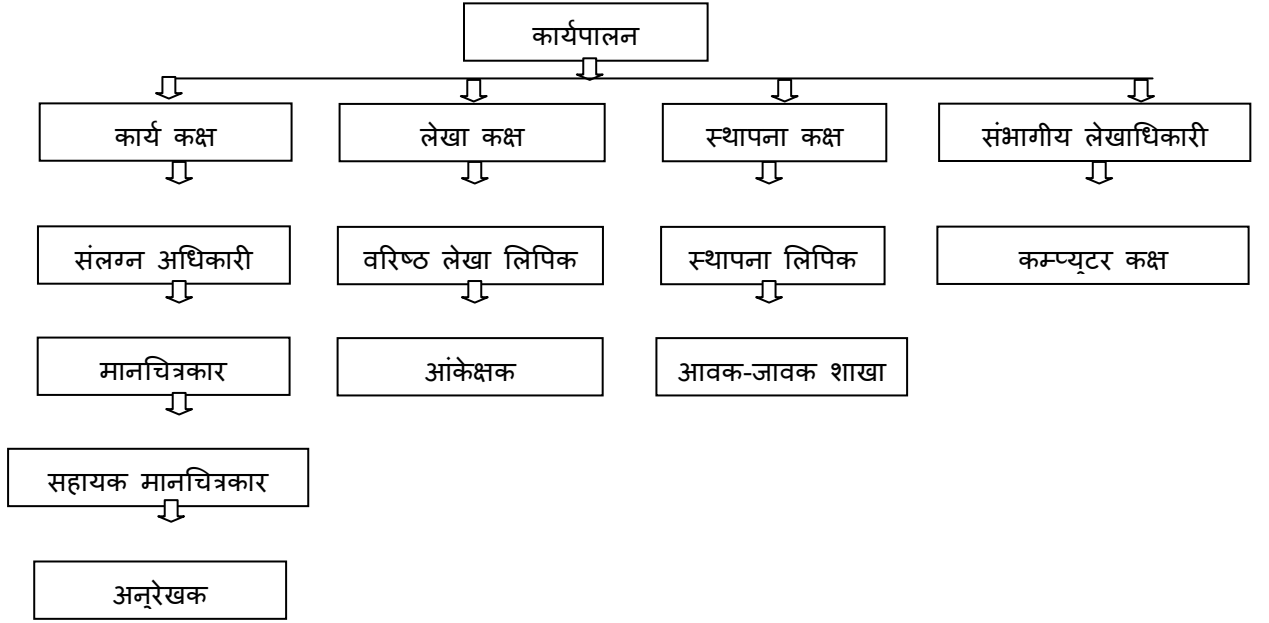 कार्यपालन
कार्य कक्ष
लेखा कक्ष
स्थापना कक्ष
संभागीय लेखाधिकारी
संलग्न अधिकारी
वरिष्ठ लेखा लिपिक
स्थापना लिपिक
कम्प्यूटर कक्ष
मानचित्रकार
आंकेक्षक
आवक-जावक शाखा
सहायक मानचित्रकार
अनुरेखक